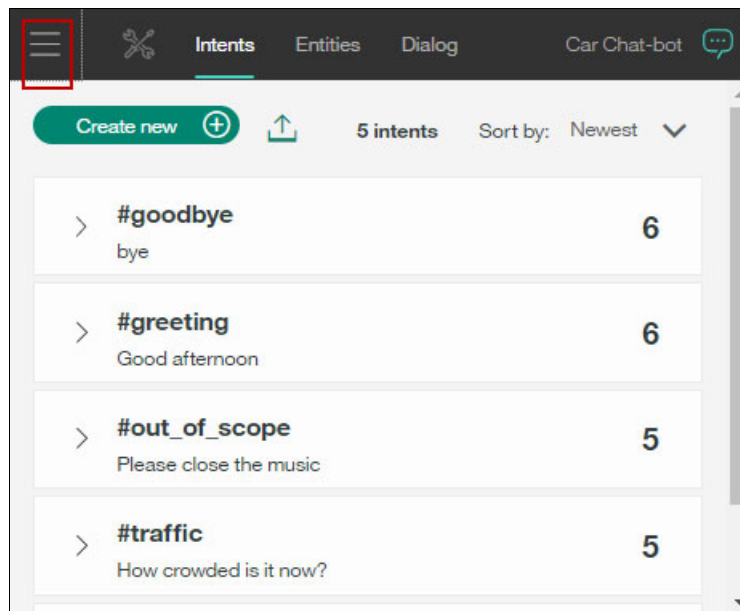 Intents Entities Dialog Car Chat-bot
Create new 5 intents Sort by: Newest
#goodbye 6
bye
#greeting 6
Good afternoon
#out_of_scope 5
Please close the music
#traffic 5
How crowded is it now?